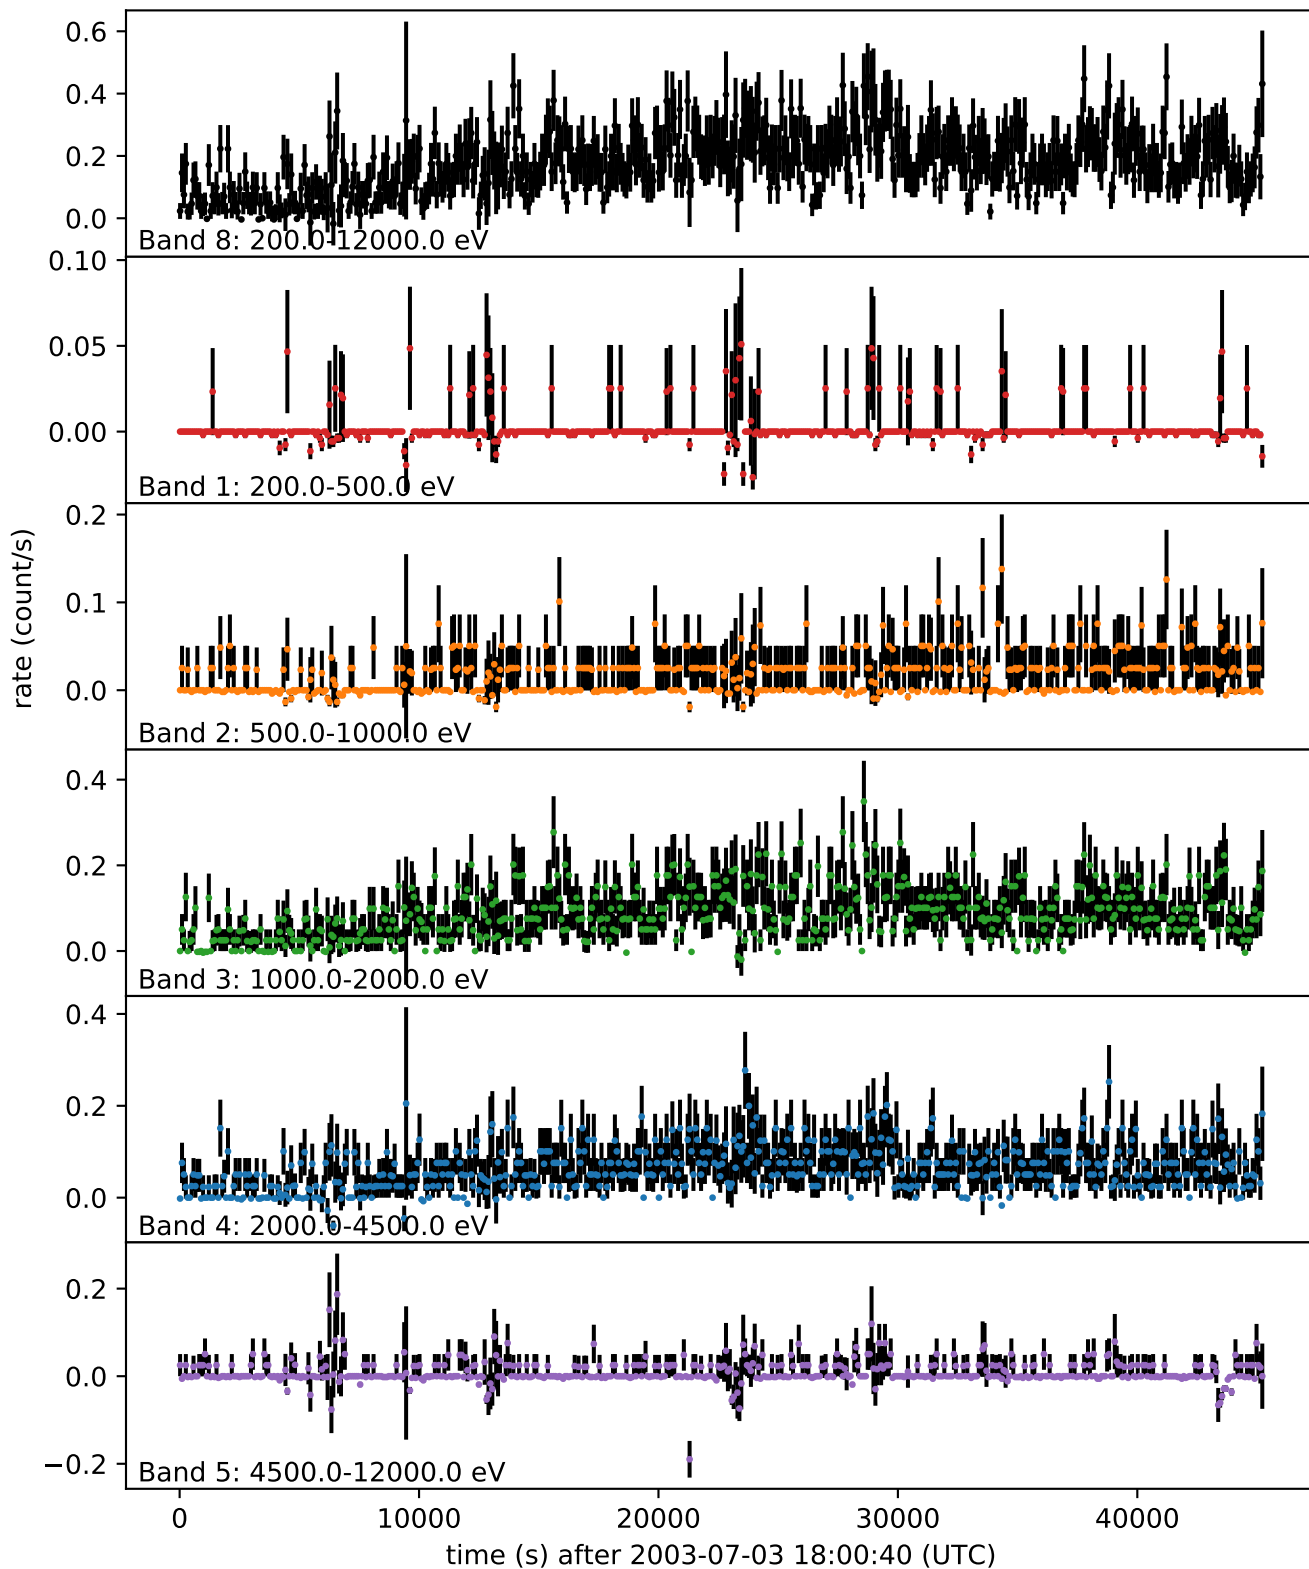 0.6
0.4
0.2
0.0
Band 8: 200.0-12000.0 eV
0.10
0.05
0.00
Band 1: 200.0-500.0 eV
0.2
0.1
0.0
Band 2: 500.0-1000.0 eV
rate (count/s)
0.4
0.2
0.0
Band 3: 1000.0-2000.0 eV
0.4
0.2
0.0
Band 4: 2000.0-4500.0 eV
0.2
0.0
−0.2
Band 5: 4500.0-12000.0 eV
0 10000 20000 30000 40000
time (s) after 2003-07-03 18:00:40 (UTC)